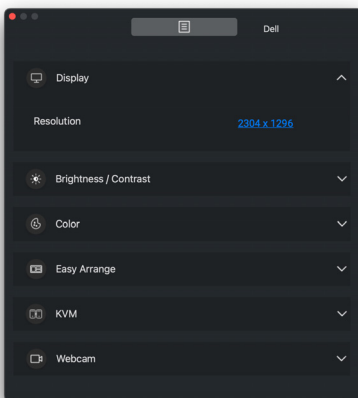 Dell
Display
Resolution 2304 x 1296
Brightness / Contrast
Color
Easy Arrange
KVM
Webcam